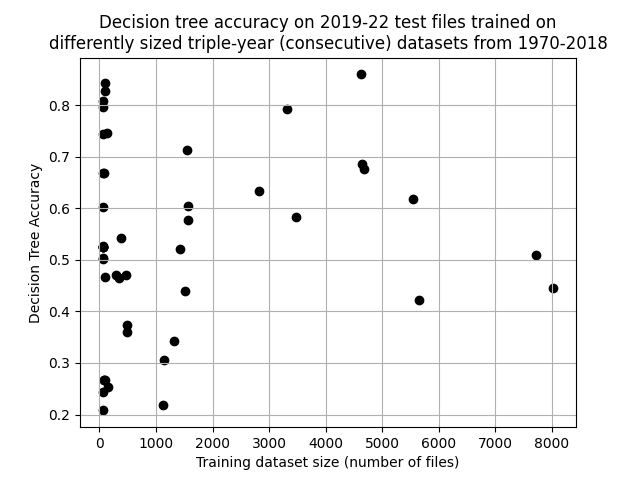 Decision tree accuracy on 2019-22 test files trained on
differently sized triple-year (consecutive) datasets from 1970-2018
0.8
0.7
0.6
0.5
0.4
0.3
0.2
Decision Tree Accuracy
0 1000 2000 3000 4000 5000 6000 7000 8000
Training dataset size (number of files)